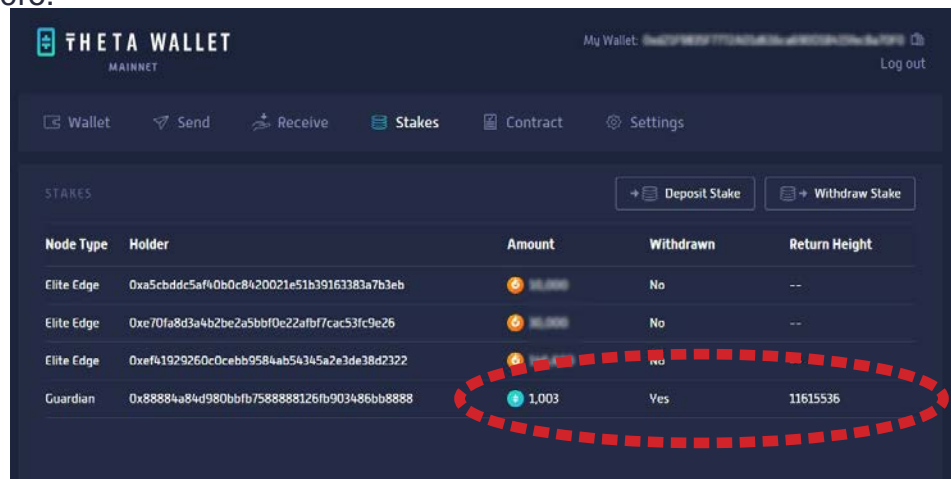 THETA WALLET
MAINNET
My Wallet:
Log out
Wallet Send Receive Stakes Contract Settings
STAKES
Deposit Stake Withdraw Stake
Node Type Holder Amount Withdrawn Return Height
Elite Edge 0xa5cbddc5af40b0c8420021e51b39163383a7b3eb No --
Elite Edge 0xe70fa8d3a4b2be2a5bbf0e22afbf7cac53fc9e26 No --
Elite Edge 0xef41929260c0cebb9584ab54345a2e3de38d2322 No
Guardian 0x88884a84d980bbfb7588888126fb903486bb8888 1,003 Yes 11615536